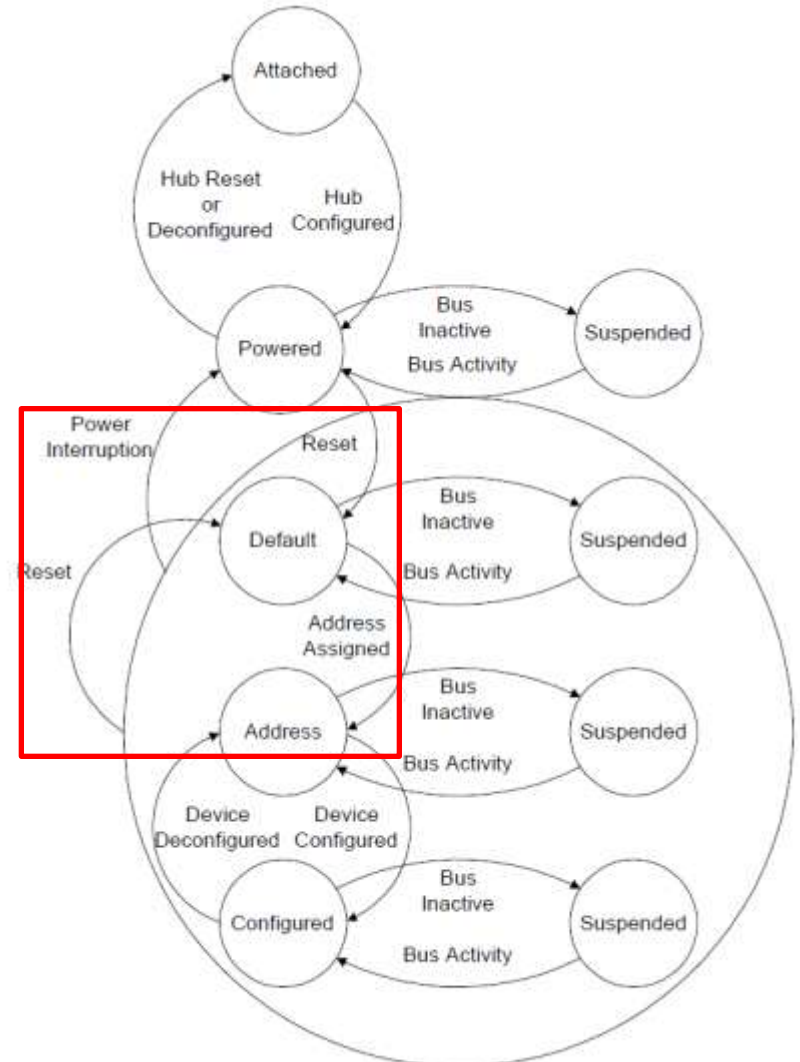 Attached
Hub Reset
or
Deconfigured
Hub
Configured
Powered
Bus
Inactive
Bus Activity
Suspended
Power
Interruption
Reset
Default
Bus
Inactive
Bus Activity
Suspended
Reset
Address
Assigned
Address
Bus
Inactive
Bus Activity
Suspended
Device
Deconfigured
Device
Configured
Configured
Bus
Inactive
Bus Activity
Suspended